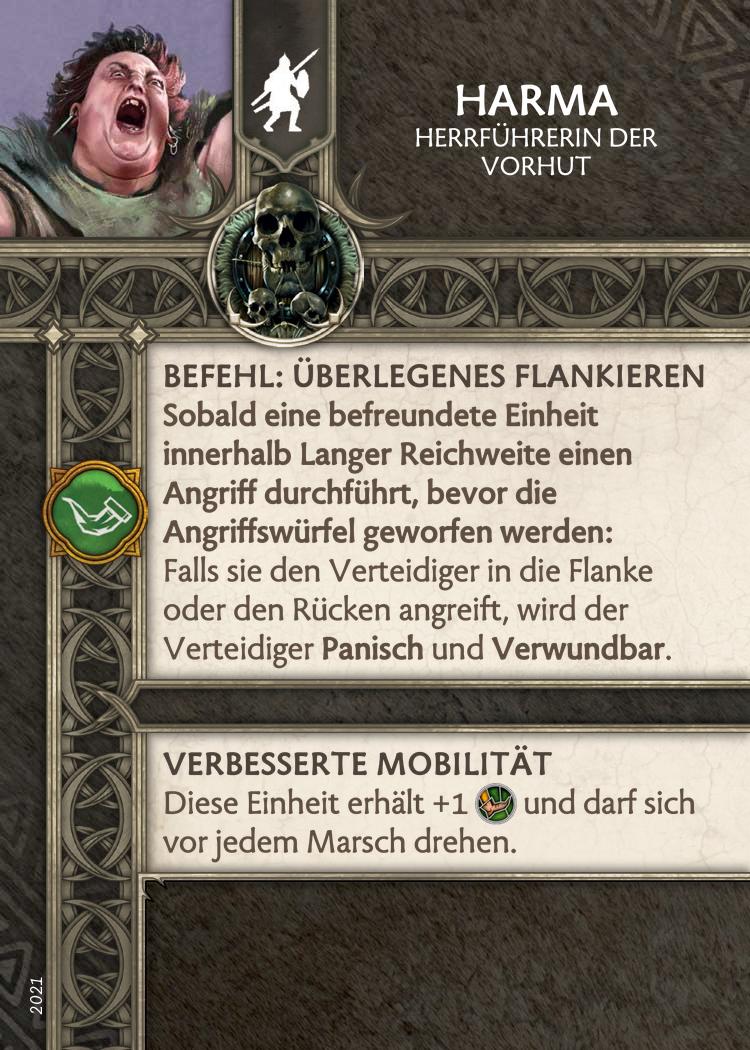 HARMA
HERRFÜHRERIN DER
VORHUT
BEFEHL: ÜBERLEGENES FLANKIEREN
Sobald eine befreundete Einheit
innerhalb Langer Reichweite einen
Angriff durchführt, bevor die
Angriffswürfel geworfen werden:
Falls sie den Verteidiger in die Flanke
oder den Rücken angreift, wird der
Verteidiger Panisch und Verwundbar.
VERBESSERTE MOBILITÄT
Diese Einheit erhält +1 und darf sich
vor jedem Marsch drehen.
2021